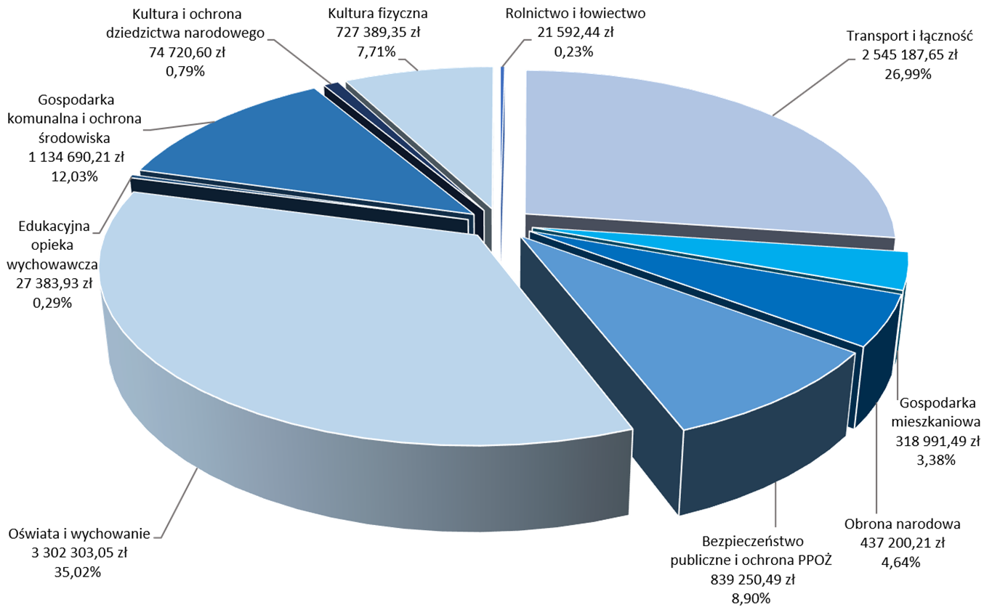 Kultura i ochrona
dziedzictwa narodowego
74 720,60 zł
0,79%
Kultura fizyczna
727 389,35 zł
7,71%
Rolnictwo i łowiectwo
21 592,44 zł
0,23%
Transport i łączność
2 545 187,65 zł
26,99%
Gospodarka
komunalna i ochrona
środowiska
1 134 690,21 zł
12,03%
Edukacyjna
opieka
wychowawcza
27 383,93 zł
0,29%
Gospodarka
mieszkaniowa
318 991,49 zł
3,38%
Obrona narodowa
437 200,21 zł
4,64%
Bezpieczeństwo
publiczne i ochrona PPOŻ
839 250,49 zł
8,90%
Oświata i wychowanie
3 302 303,05 zł
35,02%